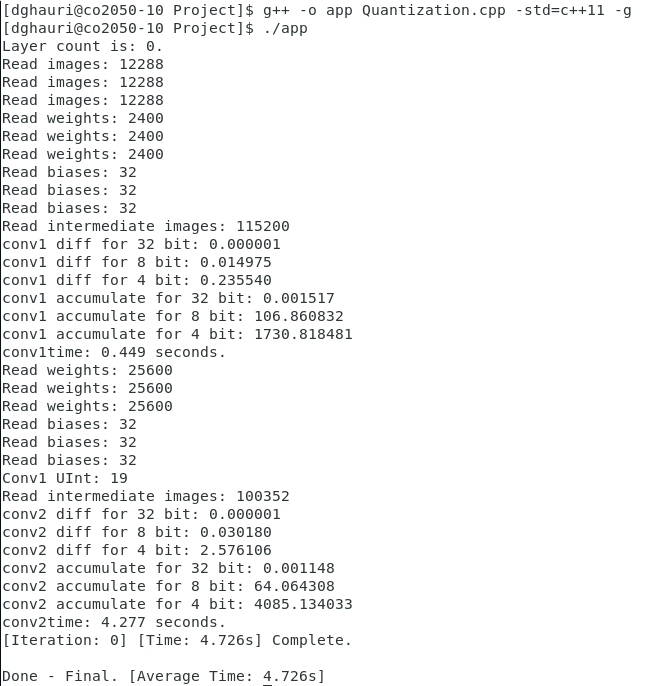 [dghauri@co2050-10 Project]$ g++ -o app Quantization.cpp -std=c++11 -g
[dghauri@co2050-10 Project]$ ./app
Layer count is: 0.
Read images: 12288
Read images: 12288
Read images: 12288
Read weights: 2400
Read weights: 2400
Read weights: 2400
Read biases: 32
Read biases: 32
Read biases: 32
Read intermediate images: 115200
conv1 diff for 32 bit: 0.000001
conv1 diff for 8 bit: 0.014975
conv1 diff for 4 bit: 0.235540
conv1 accumulate for 32 bit: 0.001517
conv1 accumulate for 8 bit: 106.860832
conv1 accumulate for 4 bit: 1730.818481
conv1time: 0.449 seconds.
Read weights: 25600
Read weights: 25600
Read weights: 25600
Read biases: 32
Read biases: 32
Read biases: 32
Conv1 UInt: 19
Read intermediate images: 100352
conv2 diff for 32 bit: 0.000001
conv2 diff for 8 bit: 0.030180
conv2 diff for 4 bit: 2.576106
conv2 accumulate for 32 bit: 0.001148
conv2 accumulate for 8 bit: 64.064308
conv2 accumulate for 4 bit: 4085.134033
conv2time: 4.277 seconds.
[Iteration: 0] [Time: 4.726s] Complete.
Done - Final. [Average Time: 4.726s]